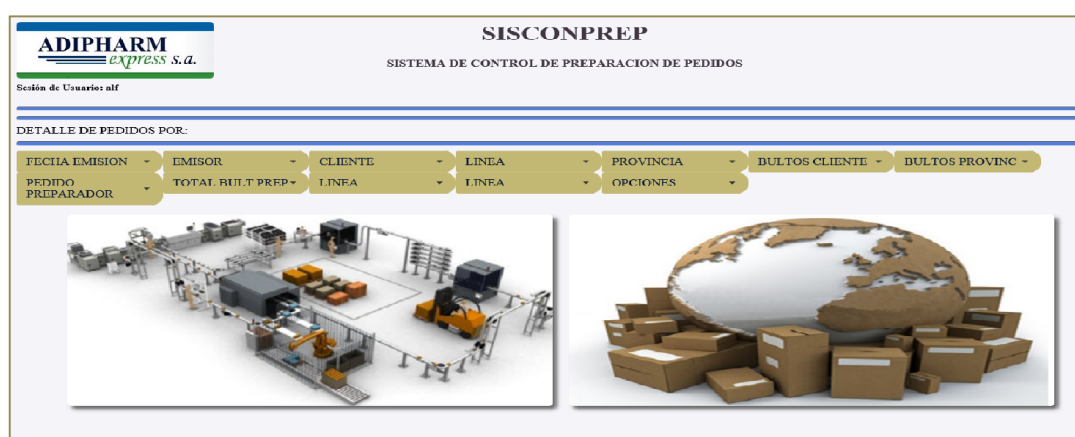 SISCONPREP
ADIPHARM
express s.a.
SISTEMA DE CONTROL DE PREPARACION DE PEDIDOS
Sesión de Usuario: alf
DETALLE DE PEDIDOS POR:
FECHA EMISION EMISOR CLIENTE LINEA PROVINCIA BULTOS CLIENTE BULTOS PROVINC
PEDIDO PREPARADOR TOTAL BULT PREP LINEA LINEA OPCIONES